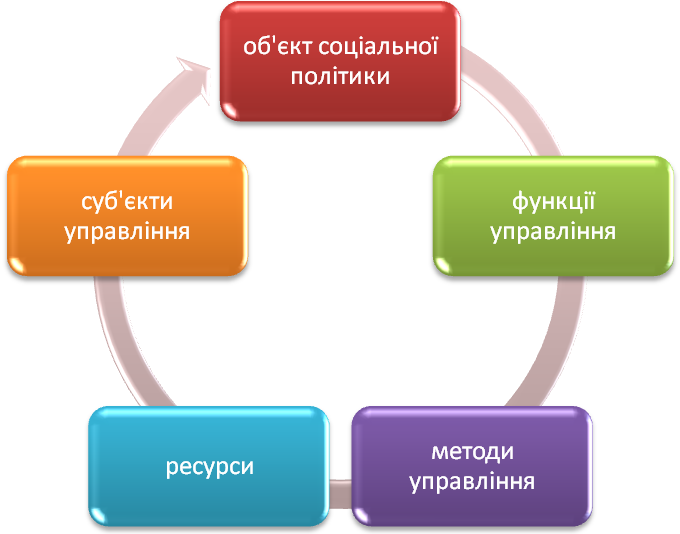 об'єкт соціальної
політики
функції
управління
методи
управління
ресурси
суб'єкти
управління